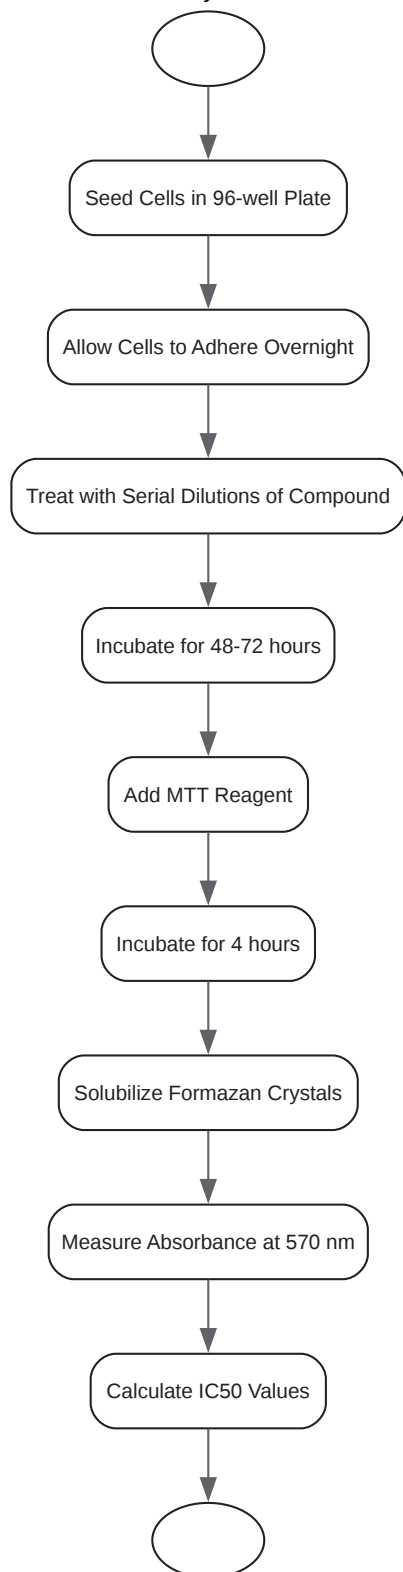 Seed Cells in 96-well Plate
Allow Cells to Adhere Overnight
Treat with Serial Dilutions of Compound
Incubate for 48-72 hours
Add MTT Reagent
Incubate for 4 hours
Solubilize Formazan Crystals
Measure Absorbance at 570 nm
Calculate IC50 Values